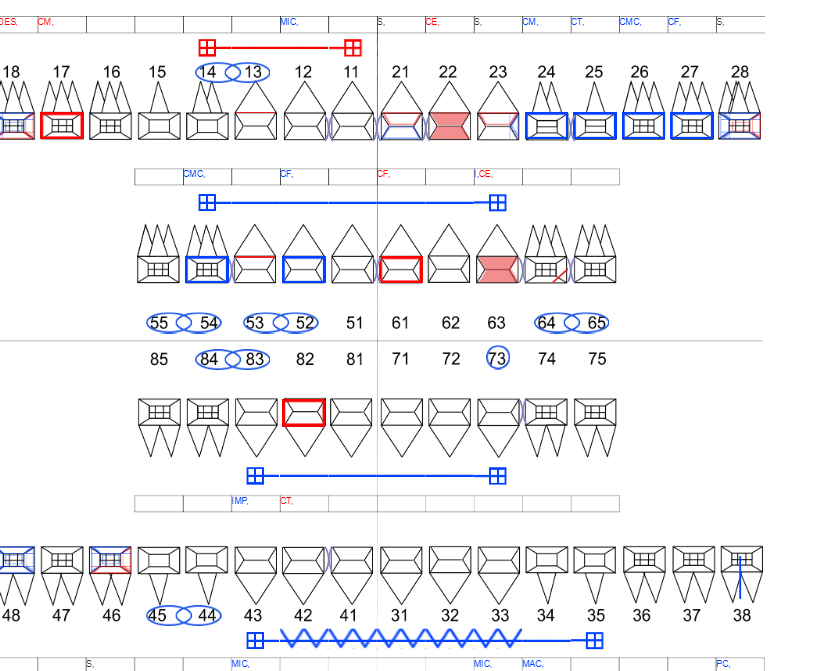 DES, CM, MIC, S, CE, S, CM, CT, CMC, CF, S,
18 17 16 15 14 13 12 11 21 22 23 24 25 26 27 28
CMC, CF, CF, I,CE,
55 54 53 52 51 61 62 63 64 65
85 84 83 82 81 71 72 73 74 75
IMP, CT,
48 47 46 45 44 43 42 41 31 32 33 34 35 36 37 38
S, MIC, MIC, MAC, PC,